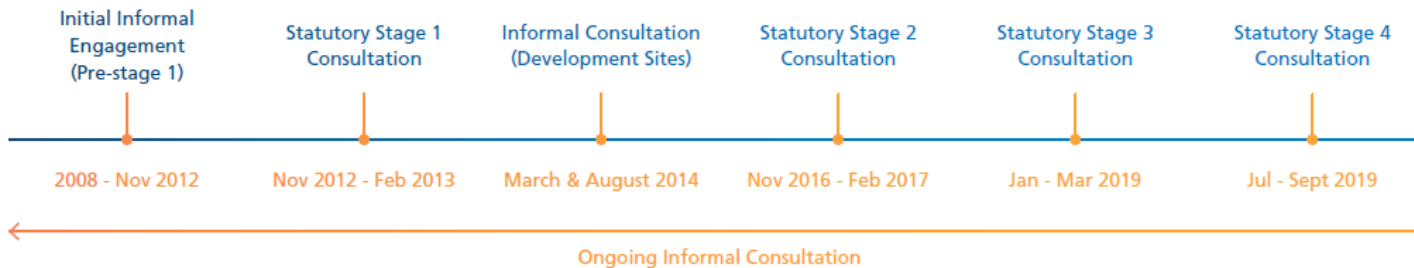 Initial Informal
Engagement
(Pre-stage 1)
Statutory Stage 1
Consultation
Informal Consultation
(Development Sites)
Statutory Stage 2
Consultation
Statutory Stage 3
Consultation
Statutory Stage 4
Consultation
2008 - Nov 2012
Nov 2012 - Feb 2013
March & August 2014
Nov 2016 - Feb 2017
Jan - Mar 2019
Jul - Sept 2019
Ongoing Informal Consultation